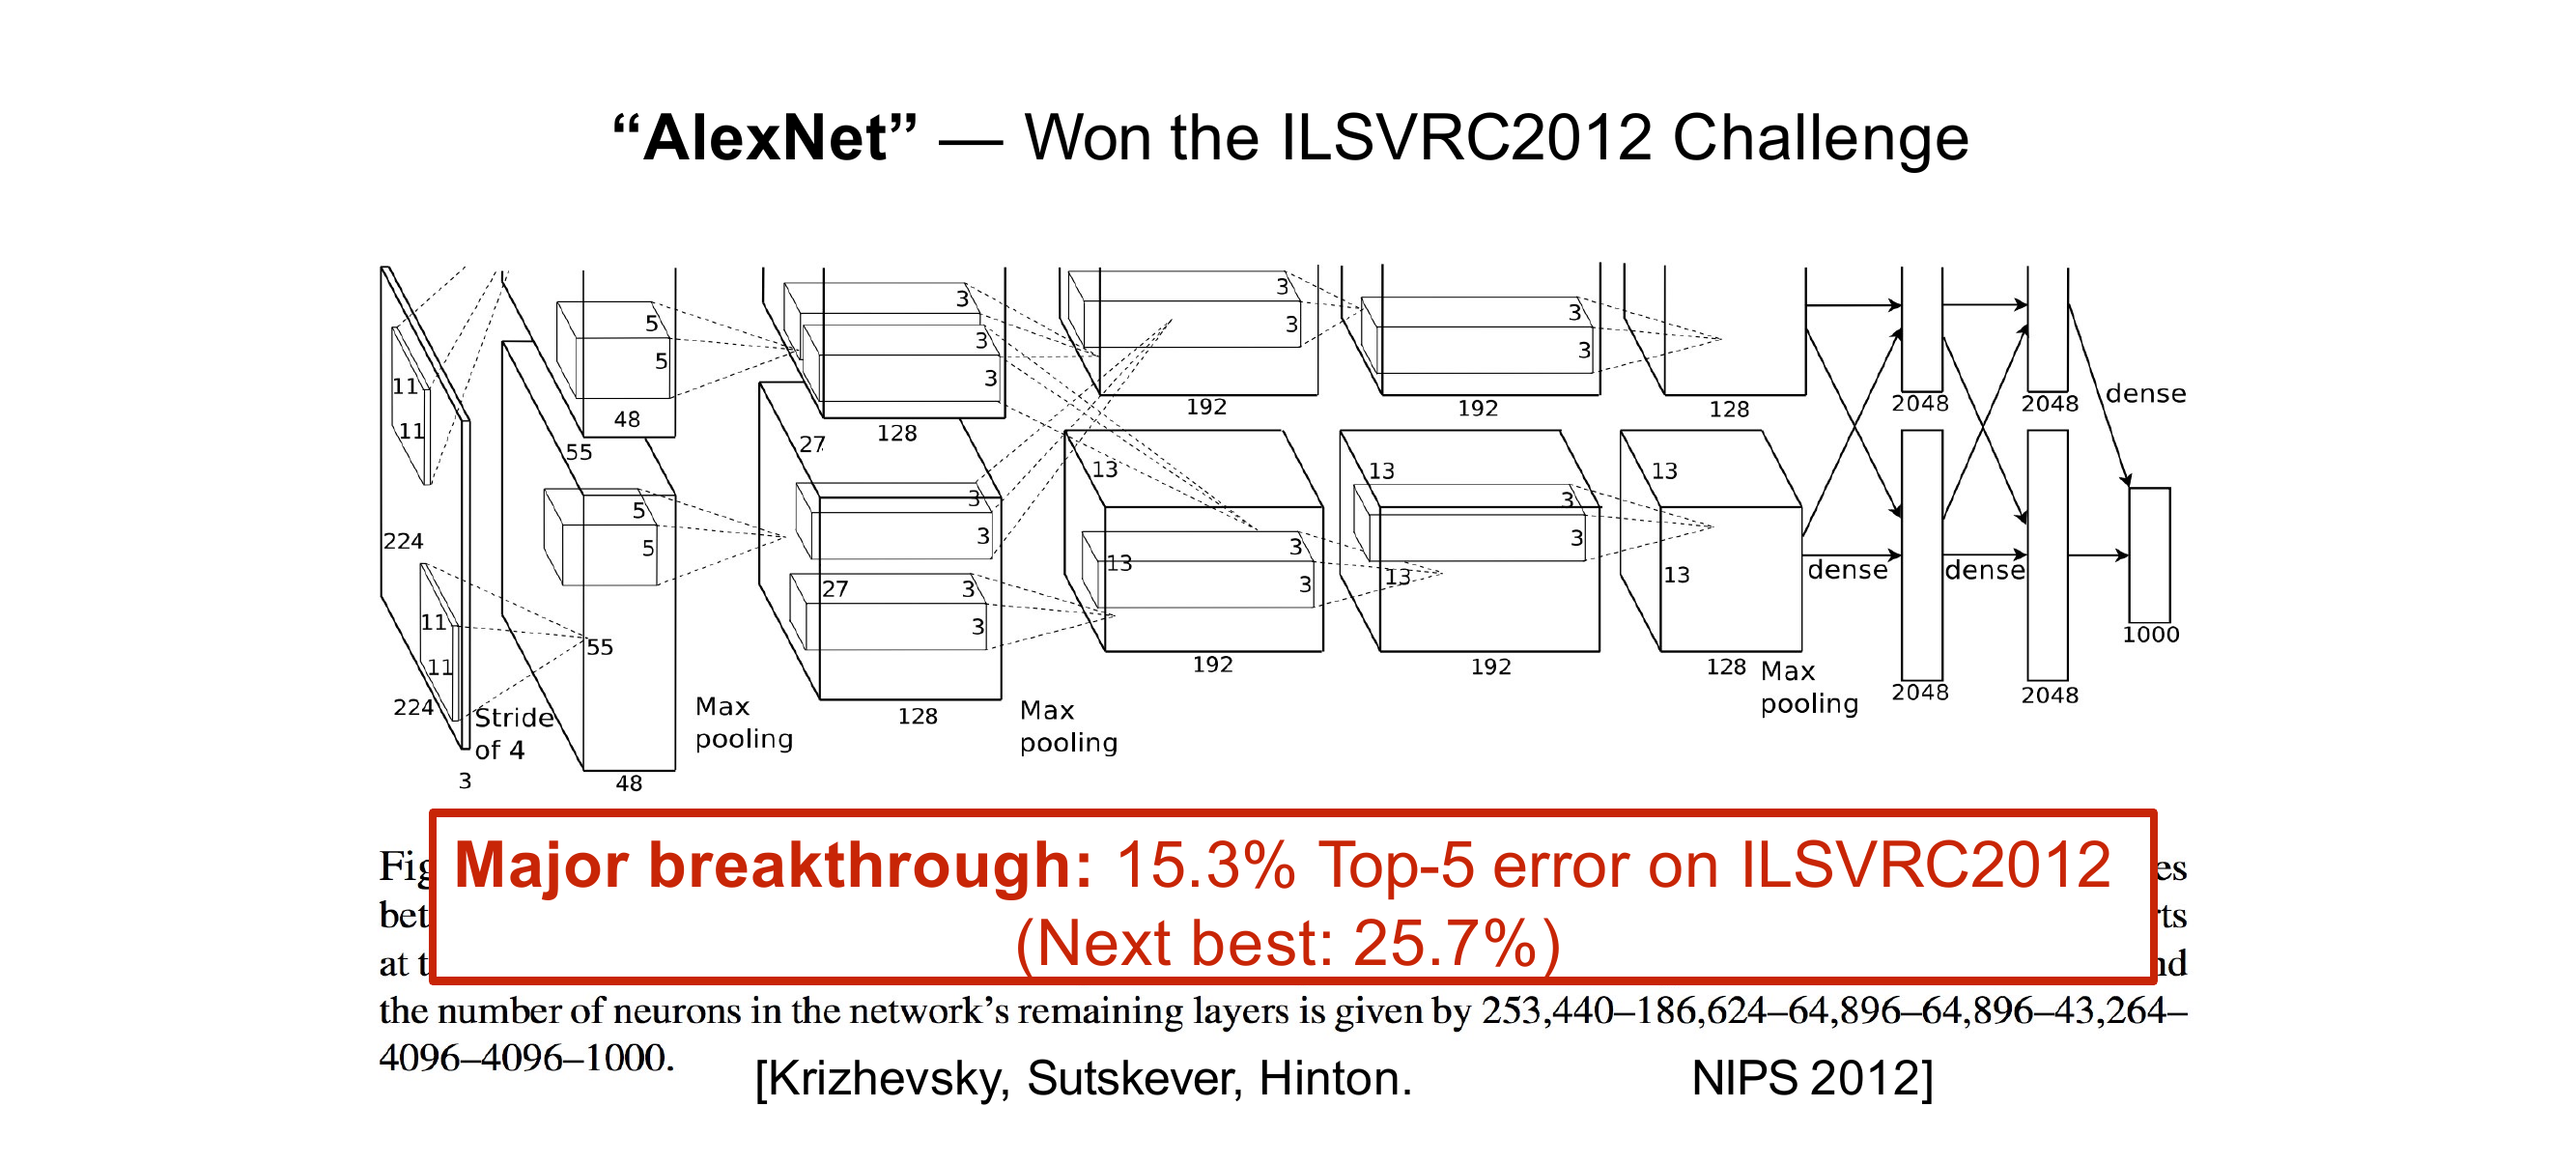 “AlexNet” — Won the ILSVRC2012 Challenge
3
3
3
3
5
3
3
3
5
3
3
11
11
48
128
192
192
128
2048
2048
dense
55
27
13
13
13
3
3
5
3
3
5
3
3
224
13
13
13
dense
dense
27
3
3
3
11
55
11
1000
192
192
128
Max
pooling
2048
2048
224
Stride
of 4
Max
pooling
128
Max
pooling
3
48
Major breakthrough: 15.3% Top-5 error on ILSVRC2012
(Next best: 25.7%)
Fig
es
bet
rts
at t
nd
the number of neurons in the network’s remaining layers is given by 253,440–186,624–64,896–64,896–43,264–
4096–4096–1000.
[Krizhevsky, Sutskever, Hinton. NIPS 2012]